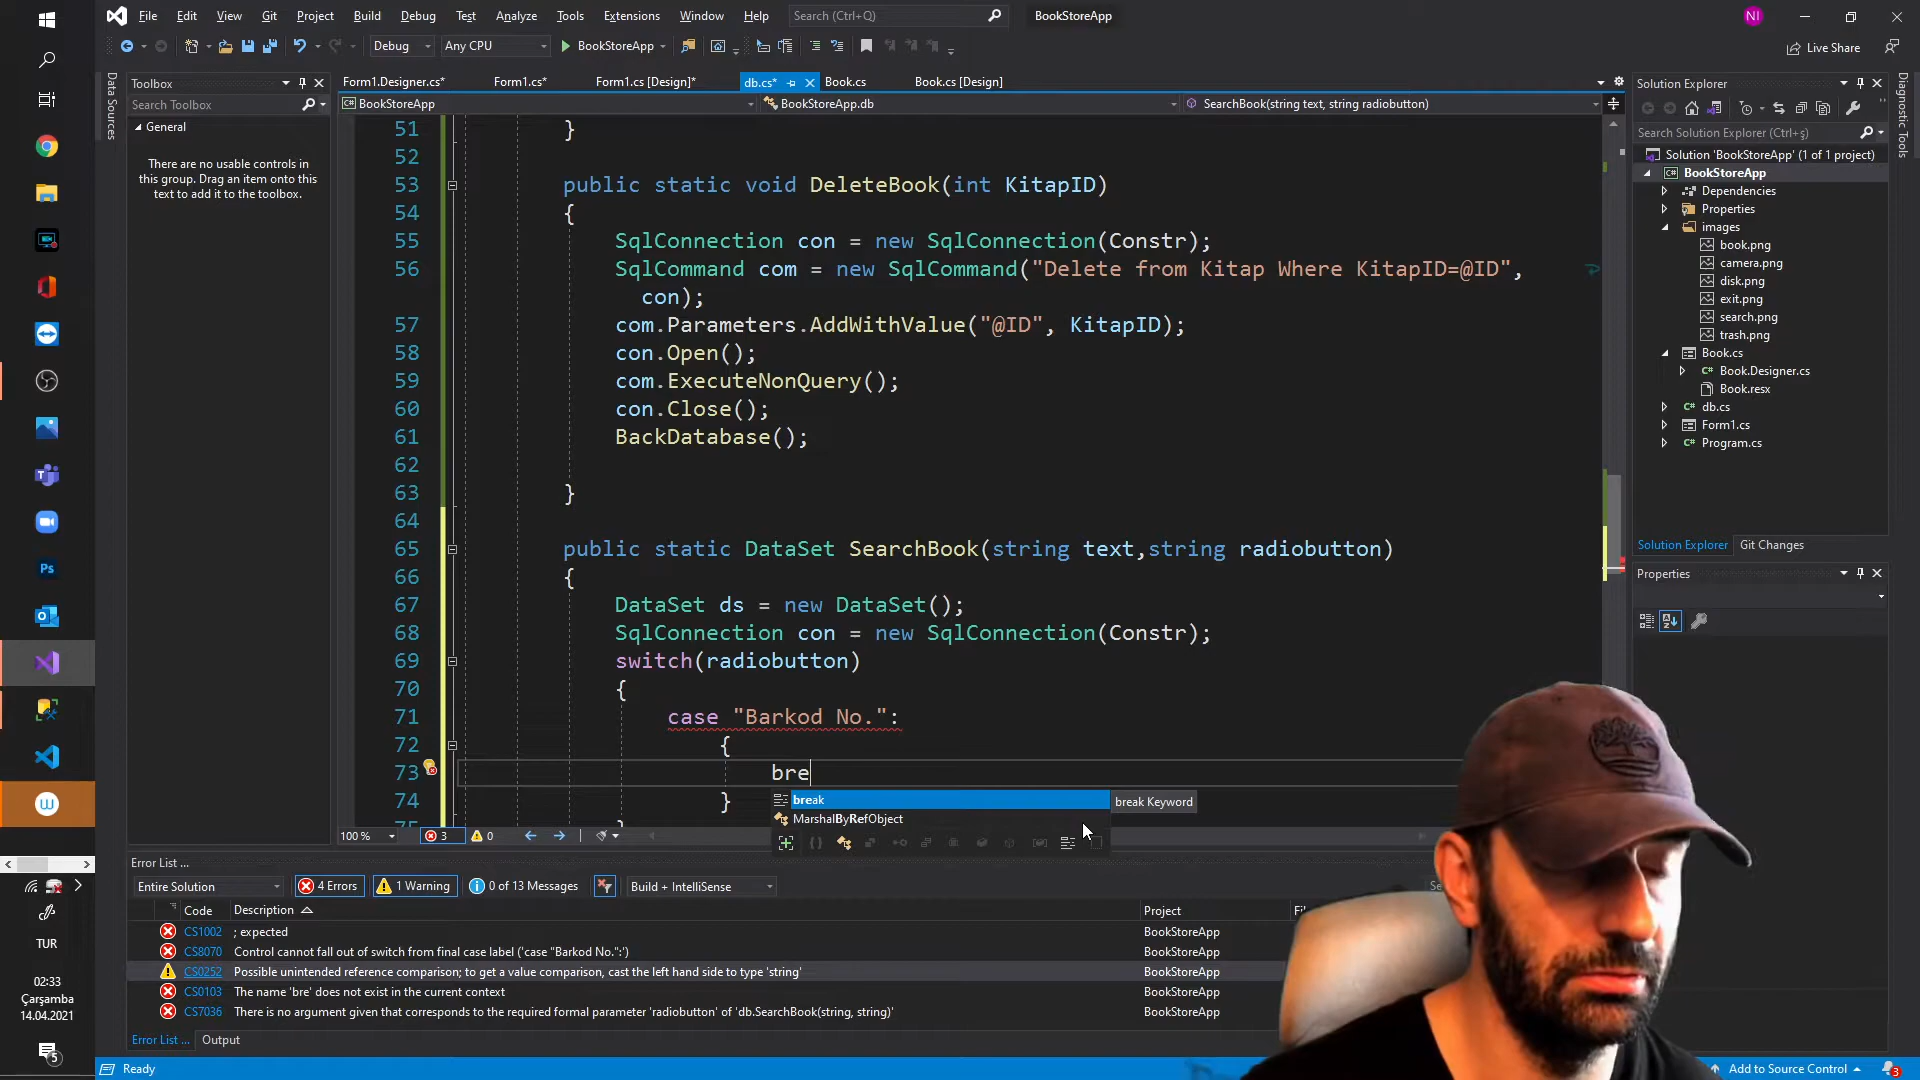 File Edit View Git Project Build Debug Test Analyze Tools Extensions Window Help Search (Ctrl+Q) BookStoreApp NI
Debug Any CPU BookStoreApp Live Share
Data Sources
Toolbox
Search Toolbox
General
There are no usable controls in
this group. Drag an item onto this
text to add it to the toolbox.
Form1.Designer.cs* Form1.cs* Form1.cs [Design]* db.cs* Book.cs Book.cs [Design]
BookStoreApp BookStoreApp.db SearchBook(string text, string radiobutton)
51 }
52
53 public static void DeleteBook(int KitapID)
54 {
55 SqlConnection con = new SqlConnection(Constr);
56 SqlCommand com = new SqlCommand("Delete from Kitap Where KitapID=@ID",
con);
57 com.Parameters.AddWithValue("@ID", KitapID);
58 con.Open();
59 com.ExecuteNonQuery();
60 con.Close();
61 BackDatabase();
62
63 }
64
65 public static DataSet SearchBook(string text,string radiobutton)
66 {
67 DataSet ds = new DataSet();
68 SqlConnection con = new SqlConnection(Constr);
69 switch(radiobutton)
70 {
71 case "Barkod No.":
72 {
73 bre
74 }
break break Keyword
MarshalByRefObject
100 % 3 0
Solution Explorer
Search Solution Explorer (Ctrl+ş)
Solution 'BookStoreApp' (1 of 1 project)
BookStoreApp
Dependencies
Properties
images
book.png
camera.png
disk.png
exit.png
search.png
trash.png
Book.cs
Book.Designer.cs
Book.resx
db.cs
Form1.cs
Program.cs
Solution Explorer Git Changes
Properties
Diagnostic Tools
Error List ...
Entire Solution 4 Errors 1 Warning 0 of 13 Messages Build + IntelliSense
Code Description Project
CS1002 ; expected BookStoreApp
CS8070 Control cannot fall out of switch from final case label ('case "Barkod No.":') BookStoreApp
CS0252 Possible unintended reference comparison; to get a value comparison, cast the left hand side to type 'string' BookStoreApp
CS0103 The name 'bre' does not exist in the current context BookStoreApp
CS7036 There is no argument given that corresponds to the required formal parameter 'radiobutton' of 'db.SearchBook(string, string)' BookStoreApp
Error List ... Output
Ready Add to Source Control 3
Ps
W
TUR
02:33
Çarşamba
14.04.2021
5